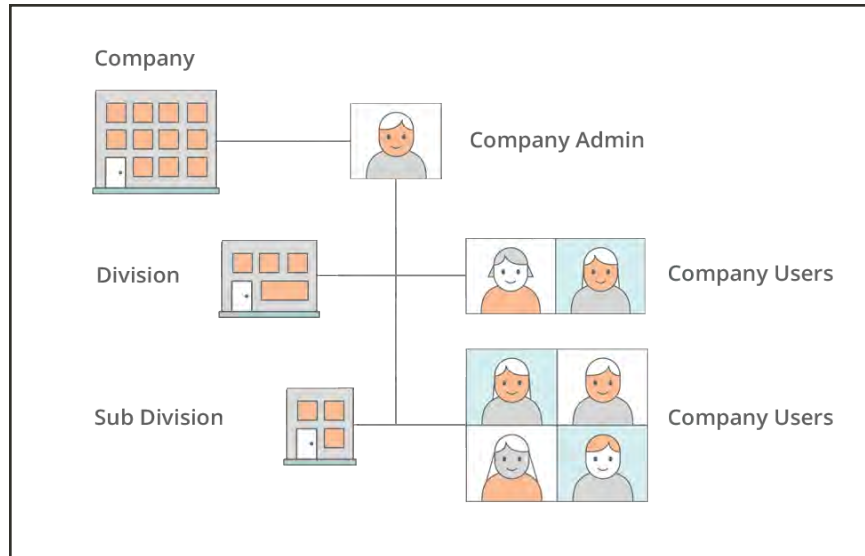 Company
Company Admin
Division
Company Users
Sub Division
Company Users